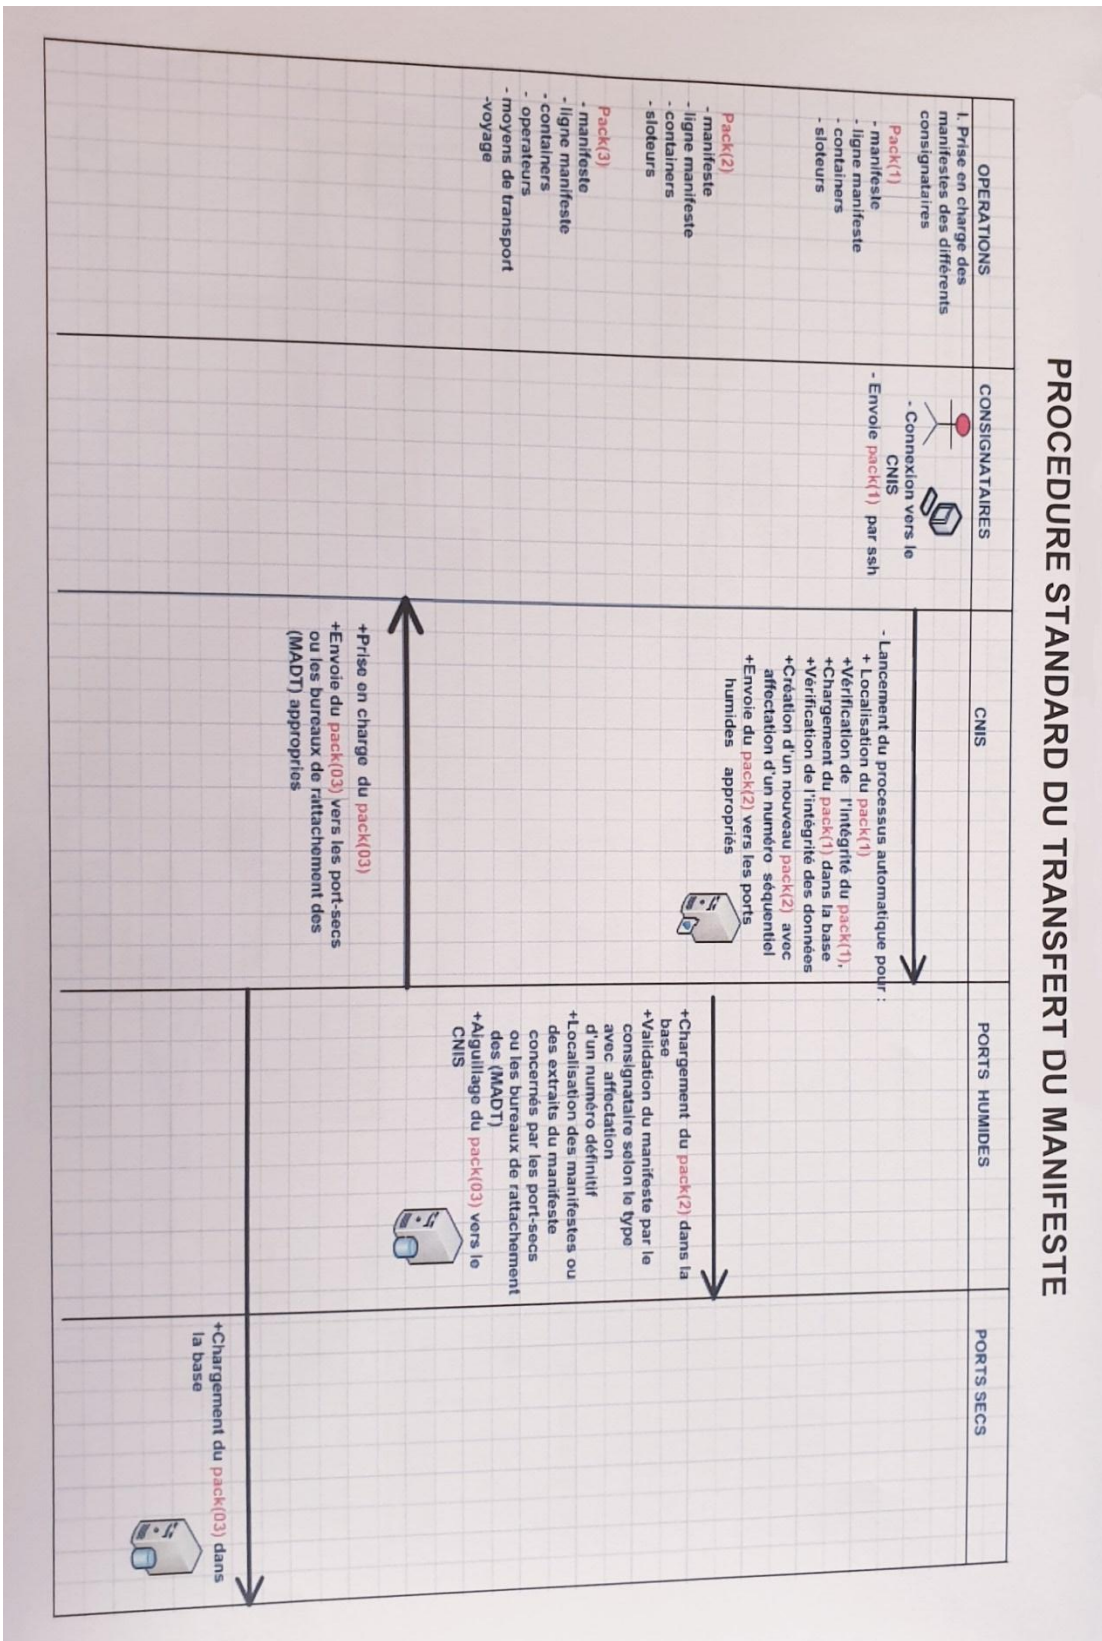 PROCEDURE STANDARD DU TRANSFERT DU MANIFESTE
OPERATIONS
CONSIGNATAIRES
CNIS
PORTS HUMIDES
PORTS SECS
I. Prise en charge des
manifestes des différents
consignataires
Pack(1)
- manifeste
- ligne manifeste
- containers
- sloteurs
Pack(2)
- manifeste
- ligne manifeste
- containers
- sloteurs
Pack(3)
- manifeste
- ligne manifeste
- containers
- operateurs
- moyens de transport
-voyage
- Connexion vers le
CNIS
- Envoie pack(1) par ssh
- Lancement du processus automatique pour :
+ Localisation du pack(1)
+Vérification de l'intégrité du pack(1),
+Chargement du pack(1) dans la base
+Vérification de l'intégrité des données
+Création d'un nouveau pack(2) avec
affectation d'un numéro séquentiel
+Envoie du pack(2) vers les ports
humides appropriés
+Prise en charge du pack(03)
+Envoie du pack(03) vers les port-secs
ou les bureaux de rattachement des
(MADT) appropries
+Chargement du pack(2) dans la
base
+Validation du manifeste par le
consignataire selon le type
avec affectation
d'un numéro définitif
+Localisation des manifestes ou
des extraits du manifeste
concernés par les port-secs
ou les bureaux de rattachement
des (MADT)
+Aiguillage du pack(03) vers le
CNIS
+Chargement du pack(03) dans
la base